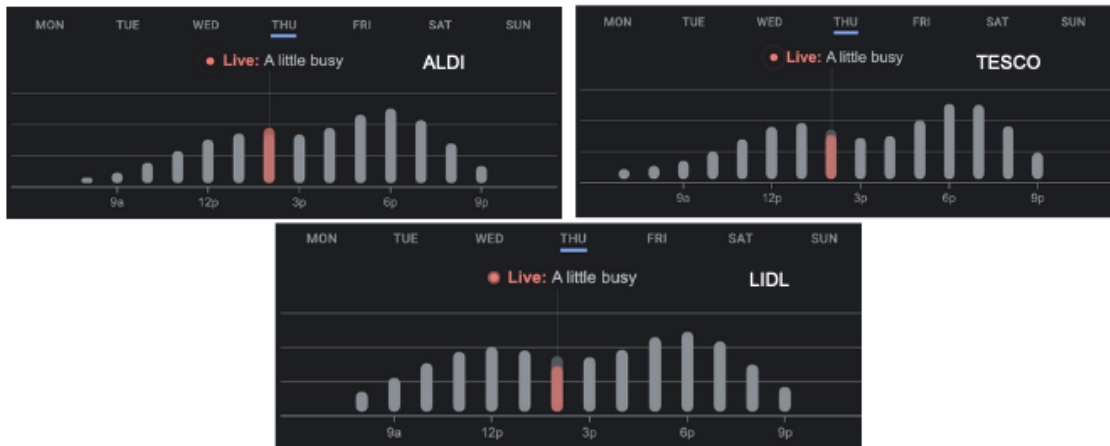 MON TUE WED THU FRI SAT SUN
Live: A little busy ALDI
9a 12p 3p 6p 9p
MON TUE WED THU FRI SAT SUN
Live: A little busy TESCO
9a 12p 3p 6p 9p
MON TUE WED THU FRI SAT SUN
Live: A little busy LIDL
9a 12p 3p 6p 9p